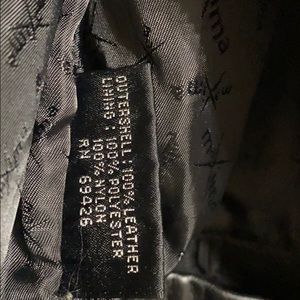 OUTERSHELL: 100% LEATHER
LINING: 100% POLYESTER
100% NYLON
RN 69426